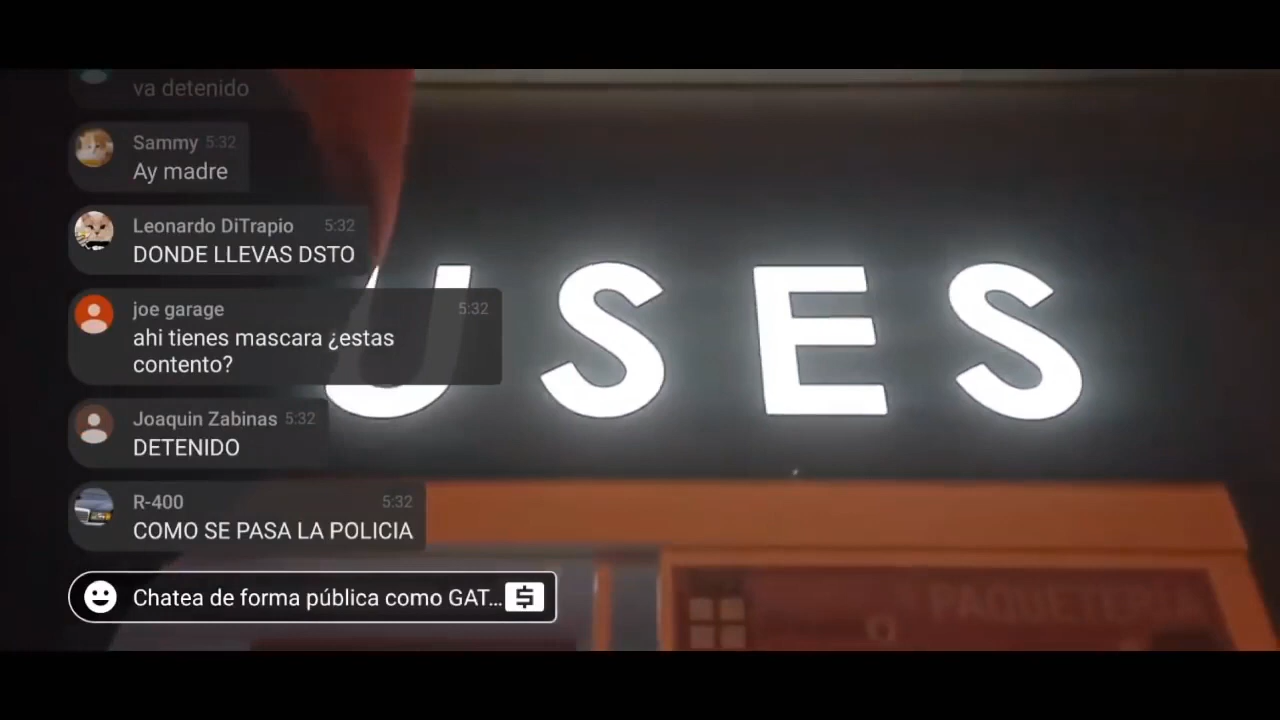 va detenido
Sammy 5:32
Ay madre
Leonardo DiTrapio 5:32
DONDE LLEVAS DSTO
joe garage 5:32
ahi tienes mascara ¿estas
contento?
Joaquin Zabinas 5:32
DETENIDO
R-400 5:32
COMO SE PASA LA POLICIA
Chatea de forma pública como GAT...
USES
PAQUETERÍA